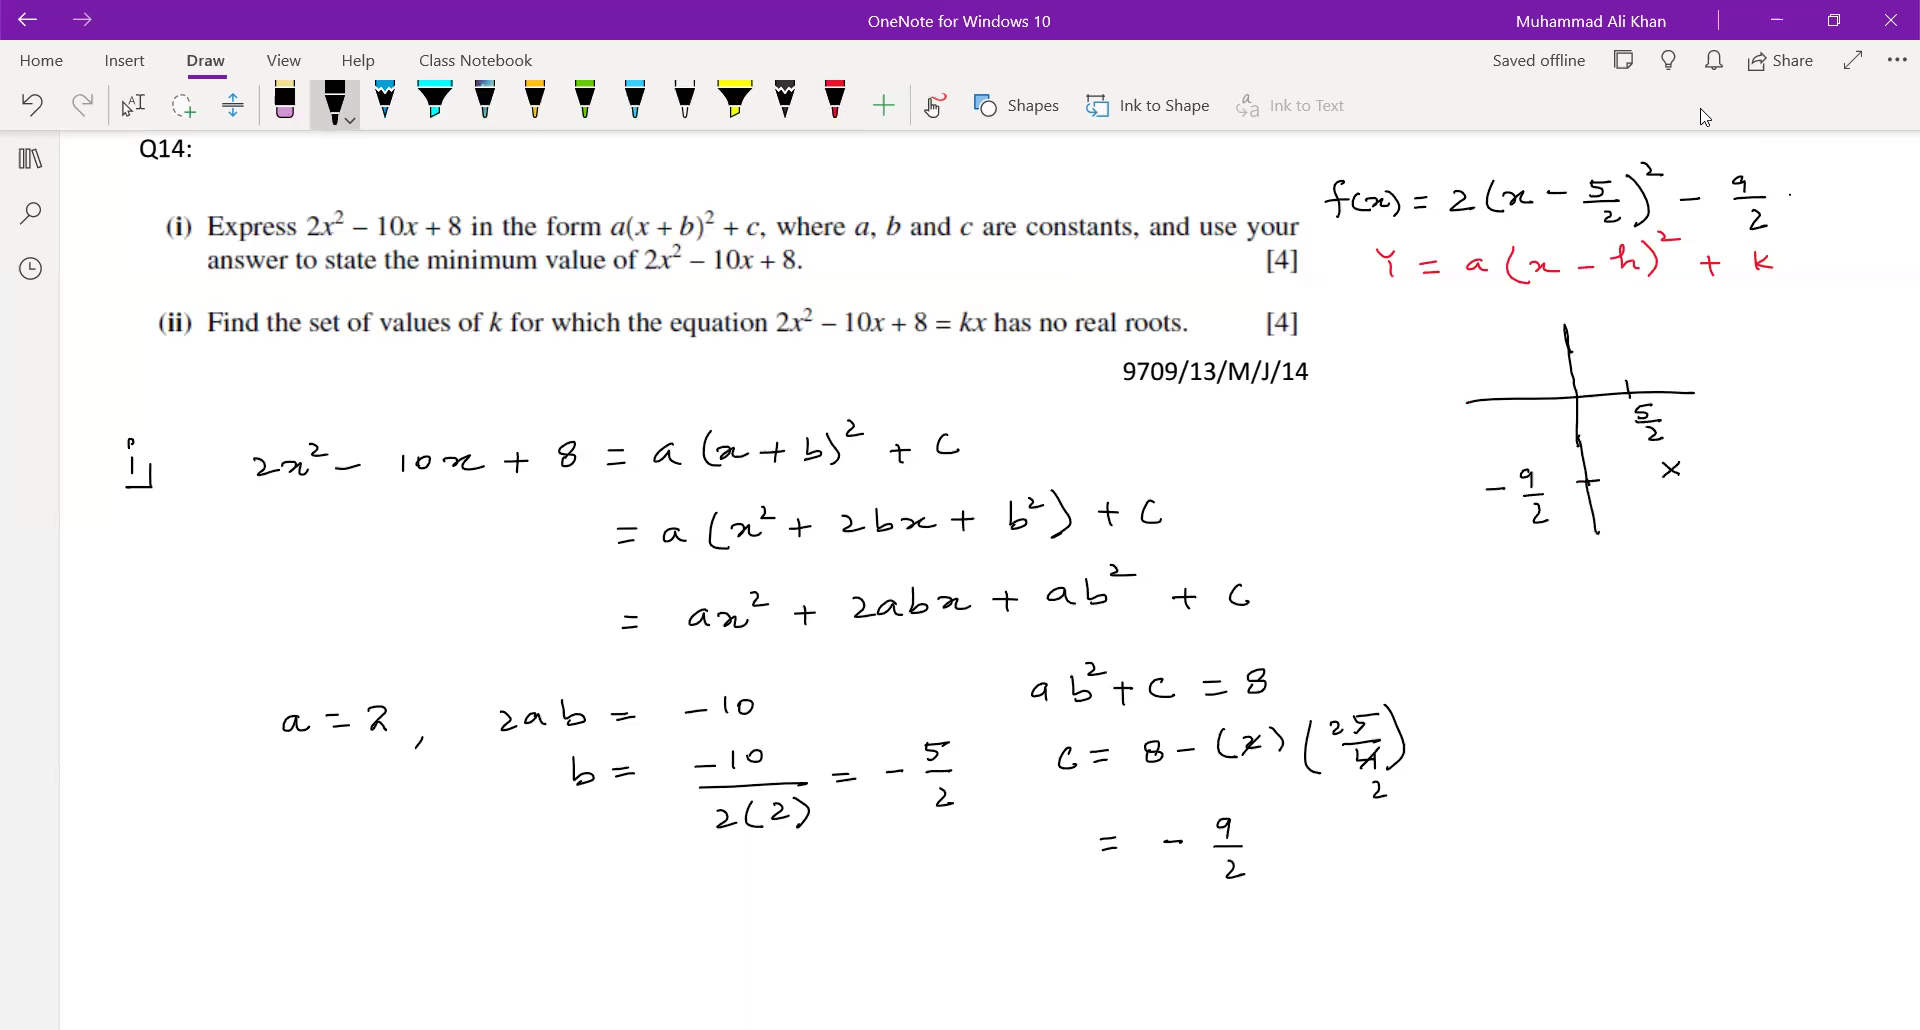 OneNote for Windows 10
Muhammad Ali Khan
Home Insert Draw View Help Class Notebook
Saved offline Share
Shapes Ink to Shape Ink to Text
Q14:
(i) Express 2x² – 10x + 8 in the form a(x + b)² + c, where a, b and c are constants, and use your
answer to state the minimum value of 2x² – 10x + 8. [4]
(ii) Find the set of values of k for which the equation 2x² – 10x + 8 = kx has no real roots. [4]
9709/13/M/J/14
f(x) = 2(x - 5/2)² - 9/2
Y = a(x - h)² + k
5/2
- 9/2
x
i
2x² - 10x + 8 = a(x + b)² + c
= a(x² + 2bx + b²) + c
= ax² + 2abx + ab² + c
a = 2, 2ab = -10
b = -10/2(2) = - 5/2
ab² + c = 8
c = 8 - (2)(25/4)
2
= - 9/2